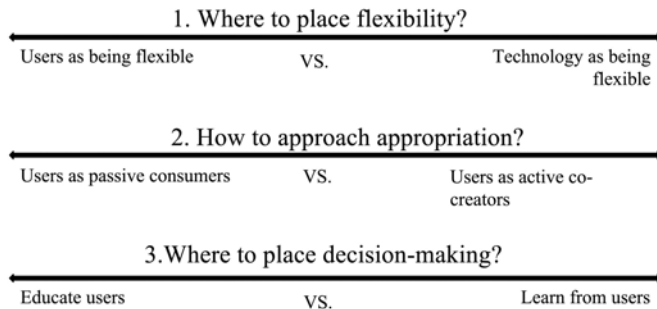 1. Where to place flexibility?
Users as being flexible
VS.
Technology as being
flexible
2. How to approach appropriation?
Users as passive consumers
VS.
Users as active co-
creators
3.Where to place decision-making?
Educate users
VS.
Learn from users